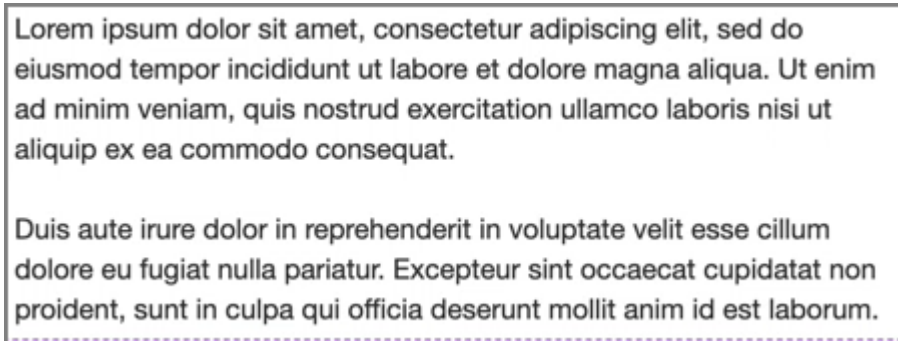 Lorem ipsum dolor sit amet, consectetur adipiscing elit, sed do
eiusmod tempor incididunt ut labore et dolore magna aliqua. Ut enim
ad minim veniam, quis nostrud exercitation ullamco laboris nisi ut
aliquip ex ea commodo consequat.

Duis aute irure dolor in reprehenderit in voluptate velit esse cillum
dolore eu fugiat nulla pariatur. Excepteur sint occaecat cupidatat non
proident, sunt in culpa qui officia deserunt mollit anim id est laborum.